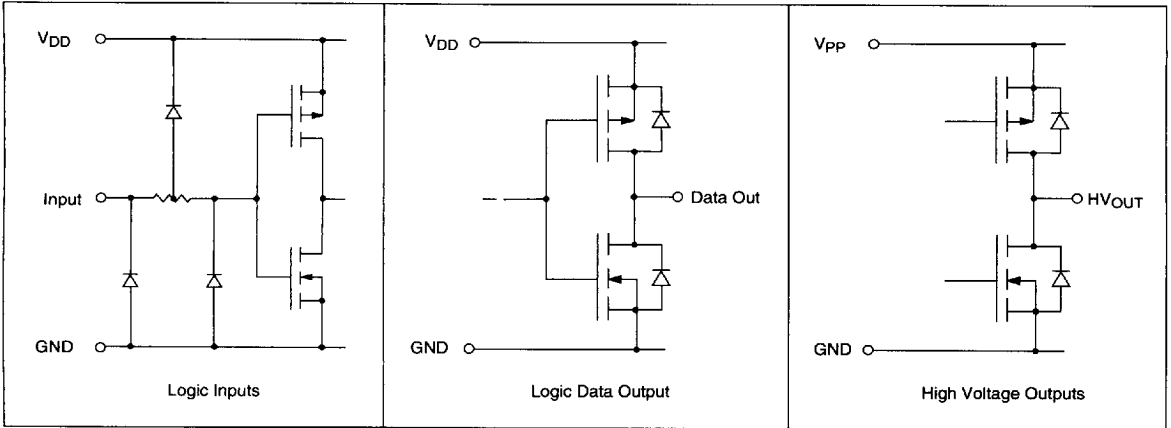 VDD
Input
GND
Logic Inputs
VDD
Data Out
GND
Logic Data Output
VPP
HVOUT
GND
High Voltage Outputs